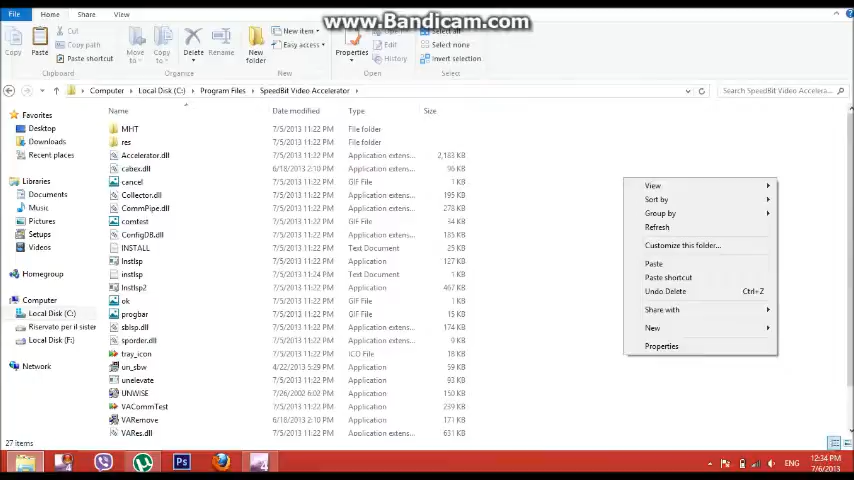 www.Bandicam.com
File Home Share View
Copy Paste Cut Copy path Paste shortcut
Move to Copy to Delete Rename
New folder New item Easy access
Properties Edit History
Select all Select none Invert selection
Clipboard Organize New Open Select
Computer Local Disk (C:) Program Files SpeedBit Video Accelerator
Search SpeedBit Video Accelera...
Favorites
Desktop
Downloads
Recent places
Libraries
Documents
Music
Pictures
Setups
Videos
Homegroup
Computer
Local Disk (C:)
Riservato per il sister
Local Disk (F:)
Network
Name Date modified Type Size
MHT 7/5/2013 11:22 PM File folder
res 7/5/2013 11:22 PM File folder
Accelerator.dll 7/5/2013 11:22 PM Application extens... 2,183 KB
cabex.dll 6/18/2013 2:10 PM Application extens... 96 KB
cancel 7/5/2013 11:22 PM GIF File 1 KB
Collector.dll 7/5/2013 11:22 PM Application extens... 195 KB
CommPipe.dll 7/5/2013 11:22 PM Application extens... 278 KB
comtest 7/5/2013 11:22 PM GIF File 34 KB
ConfigDB.dll 7/5/2013 11:22 PM Application extens... 185 KB
INSTALL 7/5/2013 11:22 PM Text Document 25 KB
InstIsp 7/5/2013 11:22 PM Application 127 KB
instlsp 7/5/2013 11:24 PM Text Document 1 KB
InstIsp2 7/5/2013 11:22 PM Application 467 KB
ok 7/5/2013 11:22 PM GIF File 1 KB
progbar 7/5/2013 11:22 PM GIF File 15 KB
sblsp.dll 7/5/2013 11:22 PM Application extens... 174 KB
sporder.dll 7/5/2013 11:22 PM Application extens... 9 KB
tray_icon 7/5/2013 11:22 PM ICO File 18 KB
un_sbw 4/22/2013 5:29 PM Application 59 KB
unelevate 7/5/2013 11:22 PM Application 93 KB
UNWISE 7/26/2002 6:02 PM Application 150 KB
VACommTest 7/5/2013 11:22 PM Application 239 KB
VARemove 6/18/2013 2:10 PM Application 171 KB
VARes.dll 7/5/2013 11:22 PM Application extens... 631 KB
View
Sort by
Group by
Refresh
Customize this folder...
Paste
Paste shortcut
Undo Delete Ctrl+Z
Share with
New
Properties
27 items
Ps
4
ENG
12:34 PM
7/6/2013